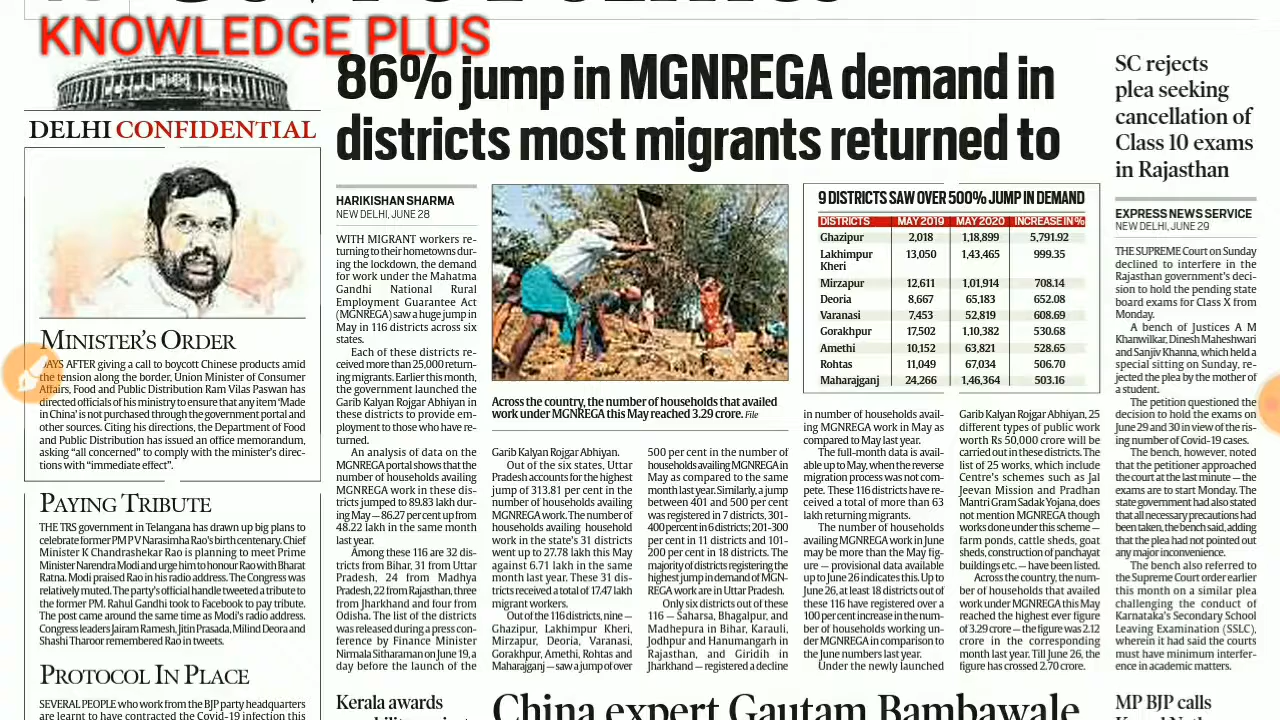 KNOWLEDGE PLUS
DELHI CONFIDENTIAL
MINISTER'S ORDER
DAYS AFTER giving a call to boycott Chinese products amid
the tension along the border, Union Minister of Consumer
Affairs, Food and Public Distribution Ram Vilas Paswan has
directed officials of his ministry to ensure that any item 'Made
in China' is not purchased through the government portal and
other sources. Citing his directions, the Department of Food
and Public Distribution has issued an office memorandum,
asking "all concerned" to comply with the minister's direc-
tions with "immediate effect".
PAYING TRIBUTE
THE TRS government in Telangana has drawn up big plans to
celebrate former PM P V Narasimha Rao's birth centenary. Chief
Minister K Chandrashekar Rao is planning to meet Prime
Minister Narendra Modi and urge him to honour Rao with Bharat
Ratna. Modi praised Rao in his radio address. The Congress was
relatively muted. The party's official handle tweeted a tribute to
the former PM. Rahul Gandhi took to Facebook to pay tribute.
The post came around the same time as Modi's radio address.
Congress leaders Jairam Ramesh, Jitin Prasada, Milind Deora and
Shashi Tharoor remembered Rao in tweets.
PROTOCOL IN PLACE
SEVERAL PEOPLE who work from the BJP party headquarters
are learnt to have contracted the Covid-19 infection this
86% jump in MGNREGA demand in
districts most migrants returned to
HARIKISHAN SHARMA
NEW DELHI, JUNE 28
WITH MIGRANT workers re-
turning to their hometowns dur-
ing the lockdown, the demand
for work under the Mahatma
Gandhi National Rural
Employment Guarantee Act
(MGNREGA) saw a huge jump in
May in 116 districts across six
states.
Each of these districts re-
ceived more than 25,000 return-
ing migrants. Earlier this month,
the government launched the
Garib Kalyan Rojgar Abhiyan in
these districts to provide em-
ployment to those who have re-
turned.
An analysis of data on the
MGNREGA portal shows that the
number of households availing
MGNREGA work in these dis-
tricts jumped to 89.83 lakh dur-
ing May — 86.27 per cent up from
48.22 lakh in the same month
last year.
Among these 116 are 32 dis-
tricts from Bihar, 31 from Uttar
Pradesh, 24 from Madhya
Pradesh, 22 from Rajasthan, three
from Jharkhand and four from
Odisha. The list of the districts
was released during a press con-
ference by Finance Minister
Nirmala Sitharaman on June 19, a
day before the launch of the
Across the country, the number of households that availed
work under MGNREGA this May reached 3.29 crore. File
Garib Kalyan Rojgar Abhiyan.
Out of the six states, Uttar
Pradesh accounts for the highest
jump of 313.81 per cent in the
number of households availing
MGNREGA work. The number of
households availing household
work in the state's 31 districts
went up to 27.78 lakh this May
against 6.71 lakh in the same
month last year. These 31 dis-
tricts received a total of 17.47 lakh
migrant workers.
Out of the 116 districts, nine —
Ghazipur, Lakhimpur Kheri,
Mirzapur, Deoria, Varanasi,
Gorakhpur, Amethi, Rohtas and
Maharajganj — saw a jump of over
500 per cent in the number of
households availing MGNREGA in
May as compared to the same
month last year. Similarly, a jump
between 401 and 500 per cent
was registered in 7 districts, 301-
400 percent in 6 districts; 201-300
per cent in 11 districts and 101-
200 per cent in 18 districts. The
majority of districts registering the
highest jump in demand of MGN-
REGA work are in Uttar Pradesh.
Only six districts out of these
116 — Saharsa, Bhagalpur, and
Madhepura in Bihar, Karauli,
Jodhpur and Hanumangarh in
Rajasthan, and Giridih in
Jharkhand — registered a decline
9 DISTRICTS SAW OVER 500% JUMP IN DEMAND
DISTRICTS MAY 2019 MAY 2020 INCREASE IN %
Ghazipur 2,018 1,18,899 5,791.92
Lakhimpur Kheri 13,050 1,43,465 999.35
Mirzapur 12,611 1,01,914 708.14
Deoria 8,667 65,183 652.08
Varanasi 7,453 52,819 608.69
Gorakhpur 17,502 1,10,382 530.68
Amethi 10,152 63,821 528.65
Rohtas 11,049 67,034 506.70
Maharajganj 24,266 1,46,364 503.16
in number of households avail-
ing MGNREGA work in May as
compared to May last year.
The full-month data is avail-
able up to May, when the reverse
migration process was not com-
pete. These 116 districts have re-
ceived a total of more than 63
lakh returning migrants.
The number of households
availing MGNREGA work in June
may be more than the May fig-
ure — provisional data available
up to June 26 indicates this. Up to
June 26, at least 18 districts out of
these 116 have registered over a
100 per cent increase in the num-
ber of households working un-
der MGNREGA in comparison to
the June numbers last year.
Under the newly launched
Garib Kalyan Rojgar Abhiyan, 25
different types of public work
worth Rs 50,000 crore will be
carried out in these districts. The
list of 25 works, which include
Centre's schemes such as Jal
Jeevan Mission and Pradhan
Mantri Gram Sadak Yojana, does
not mention MGNREGA though
works done under this scheme —
farm ponds, cattle sheds, goat
sheds, construction of panchayat
buildings etc. — have been listed.
Across the country, the num-
ber of households that availed
work under MGNREGA this May
reached the highest ever figure
of 3.29 crore — the figure was 2.12
crore in the corresponding
month last year. Till June 26, the
figure has crossed 2.70 crore.
SC rejects
plea seeking
cancellation of
Class 10 exams
in Rajasthan
EXPRESS NEWS SERVICE
NEW DELHI, JUNE 29
THE SUPREME Court on Sunday
declined to interfere in the
Rajasthan government's deci-
sion to hold the pending state
board exams for Class X from
Monday.
A bench of Justices A M
Khanwilkar, Dinesh Maheshwari
and Sanjiv Khanna, which held a
special sitting on Sunday, re-
jected the plea by the mother of
a student.
The petition questioned the
decision to hold the exams on
June 29 and 30 in view of the ris-
ing number of Covid-19 cases.
The bench, however, noted
that the petitioner approached
the court at the last minute — the
exams are to start Monday. The
state government had also stated
that all necessary precautions had
been taken, the bench said, adding
that the plea had not pointed out
any major inconvenience.
The bench also referred to
the Supreme Court order earlier
this month on a similar plea
challenging the conduct of
Karnataka's Secondary School
Leaving Examination (SSLC),
wherein it had said the courts
must have minimum interfer-
ence in academic matters.
Kerala awards
China expert Gautam Bambawale
MP BJP calls